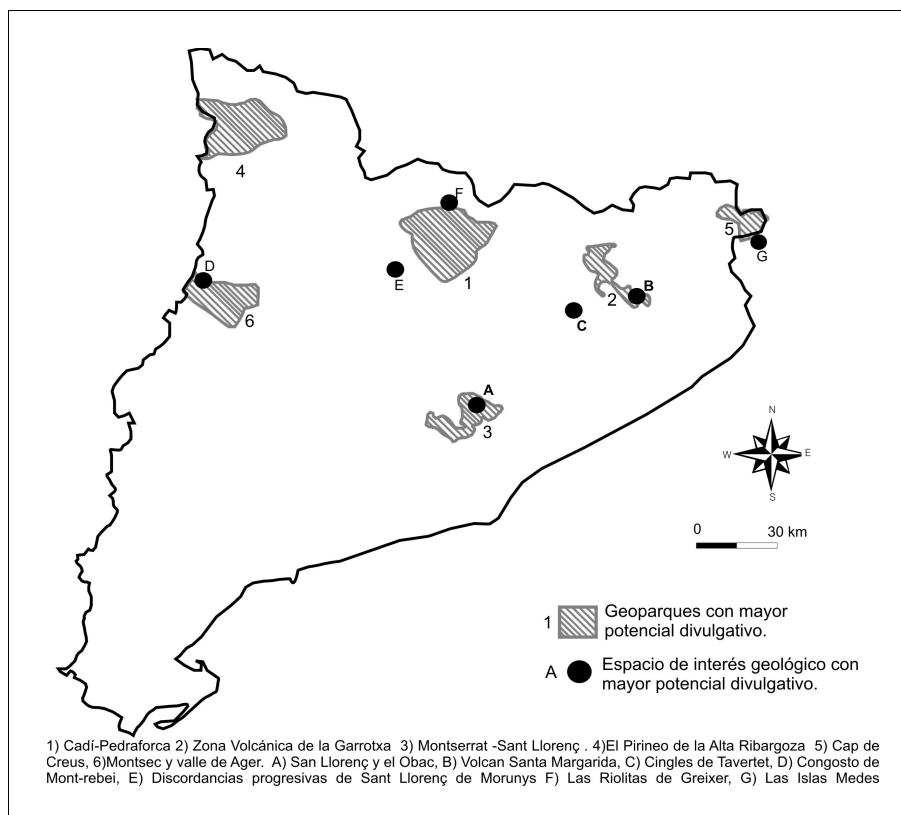 4
F
5
G
D
E
1
2
B
C
6
A
3
N
W
E
S
0
30 km
1
Geoparques con mayor
potencial divulgativo.
A
Espacio de interés geológico con
mayor potencial divulgativo.
1) Cadí-Pedraforca 2) Zona Volcánica de la Garrotxa 3) Montserrat -Sant Llorenç . 4)El Pirineo de la Alta Ribargoza 5) Cap de
Creus, 6)Montsec y valle de Ager. A) San Llorenç y el Obac, B) Volcan Santa Margarida, C) Cingles de Tavertet, D) Congosto
de Mont-rebei, E) Discordancias progresivas de Sant Llorenç de Morunys F) Las Riolitas de Greixer, G) Las Islas Medes